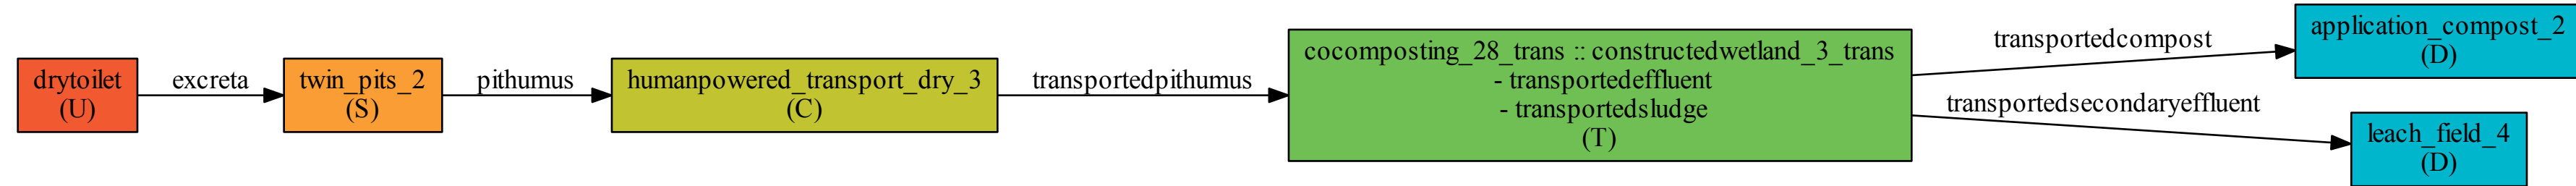 drytoilet
(U)
excreta
twin_pits_2
(S)
pithumus
humanpowered_transport_dry_3
(C)
transportedpithumus
cocomposting_28_trans :: constructedwetland_3_trans
- transportedeffluent
- transportedsludge
(T)
transportedcompost
application_compost_2
(D)
transportedsecondaryeffluent
leach_field_4
(D)